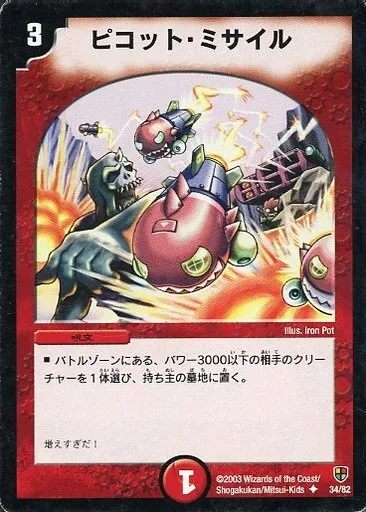 3
ピコット・ミサイル
Illus. Iron Pot
呪文
■ バトルゾーンにある、パワー3000以下の相手のクリ
ーチャーを1体選び、持ち主の墓地に置く。
増えすぎだ!
1
©2003 Wizards of the Coast/
Shogakukan/Mitsui-Kids ♦ 34/82